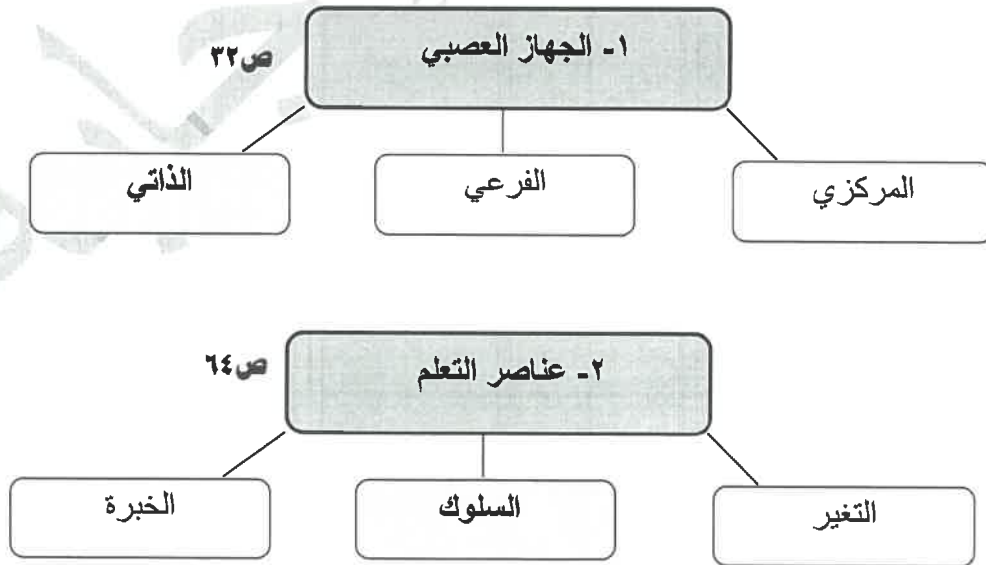 ١- الجهاز العصبي
ص٣٢
المركزي
الفرعي
الذاتي
٢- عناصر التعلم
ص٦٤
التغير
السلوك
الخبرة